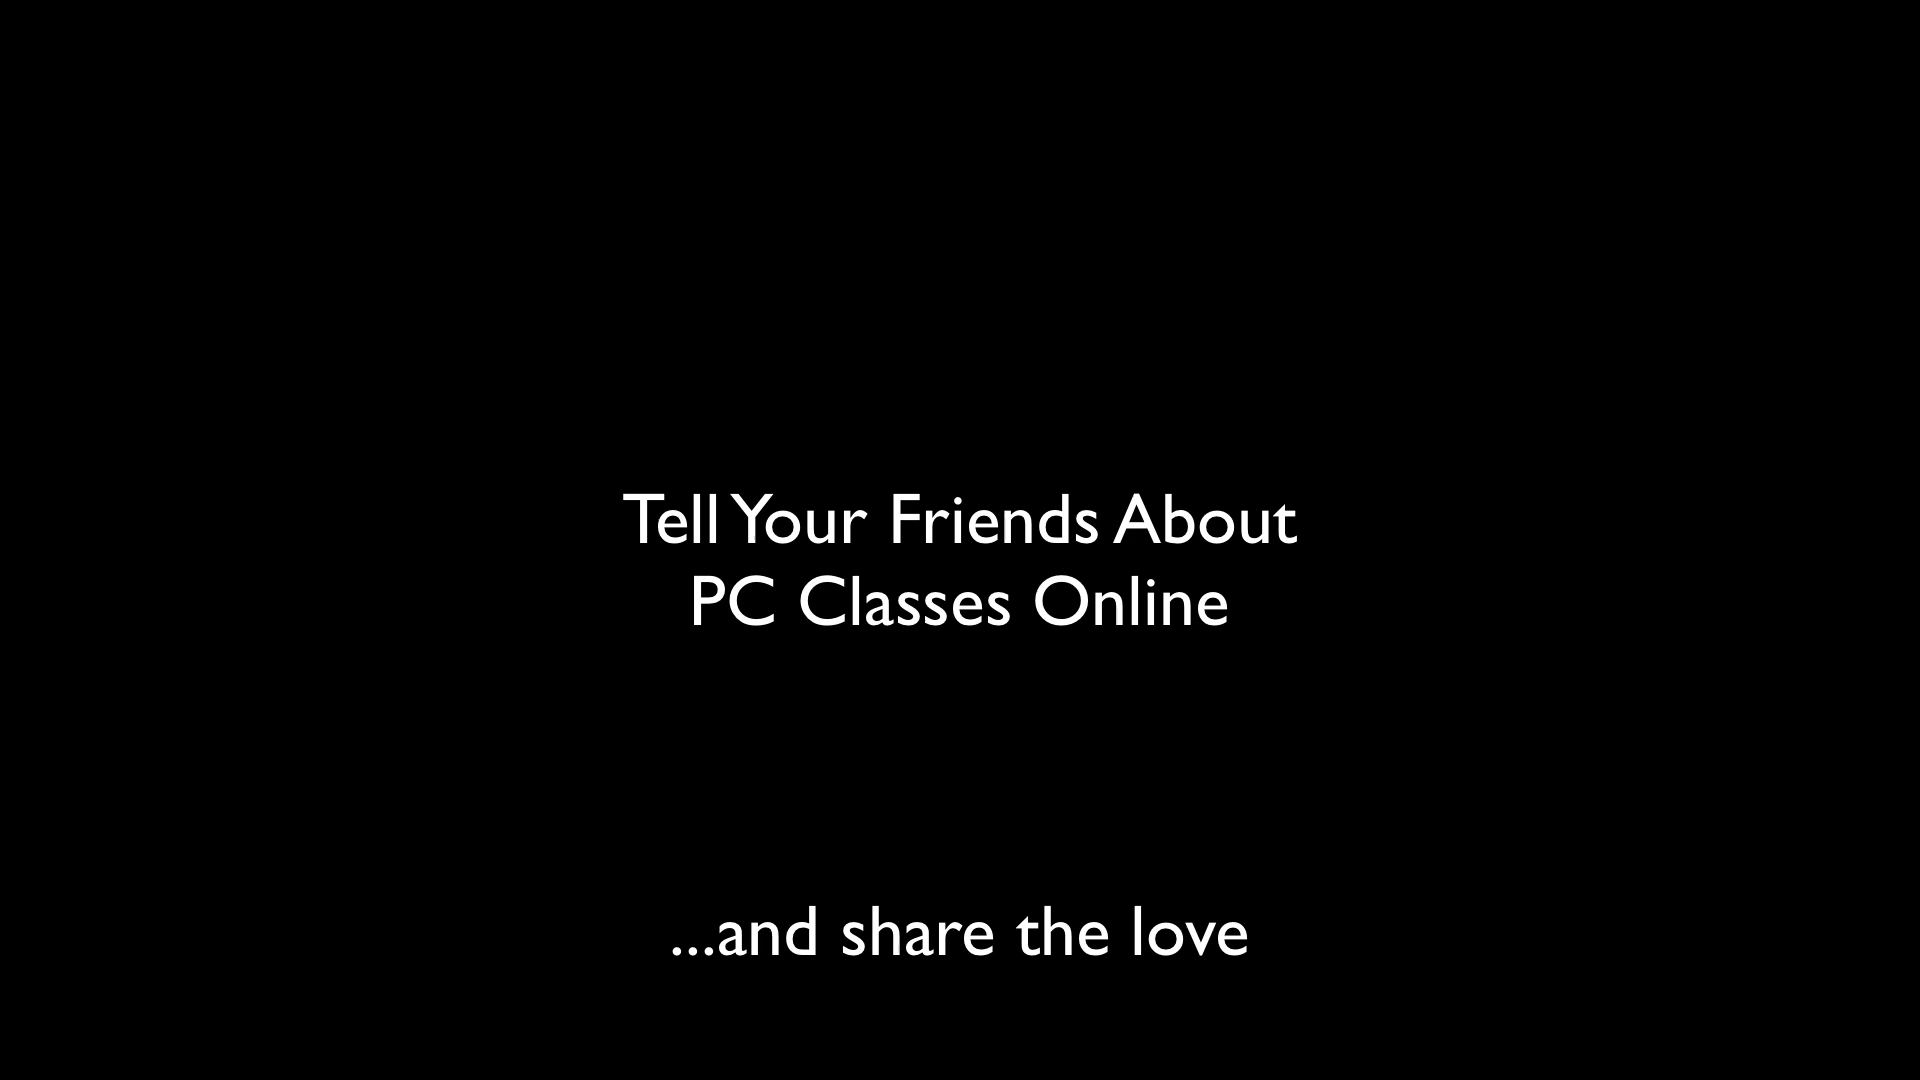 Tell Your Friends About
PC Classes Online
...and share the love